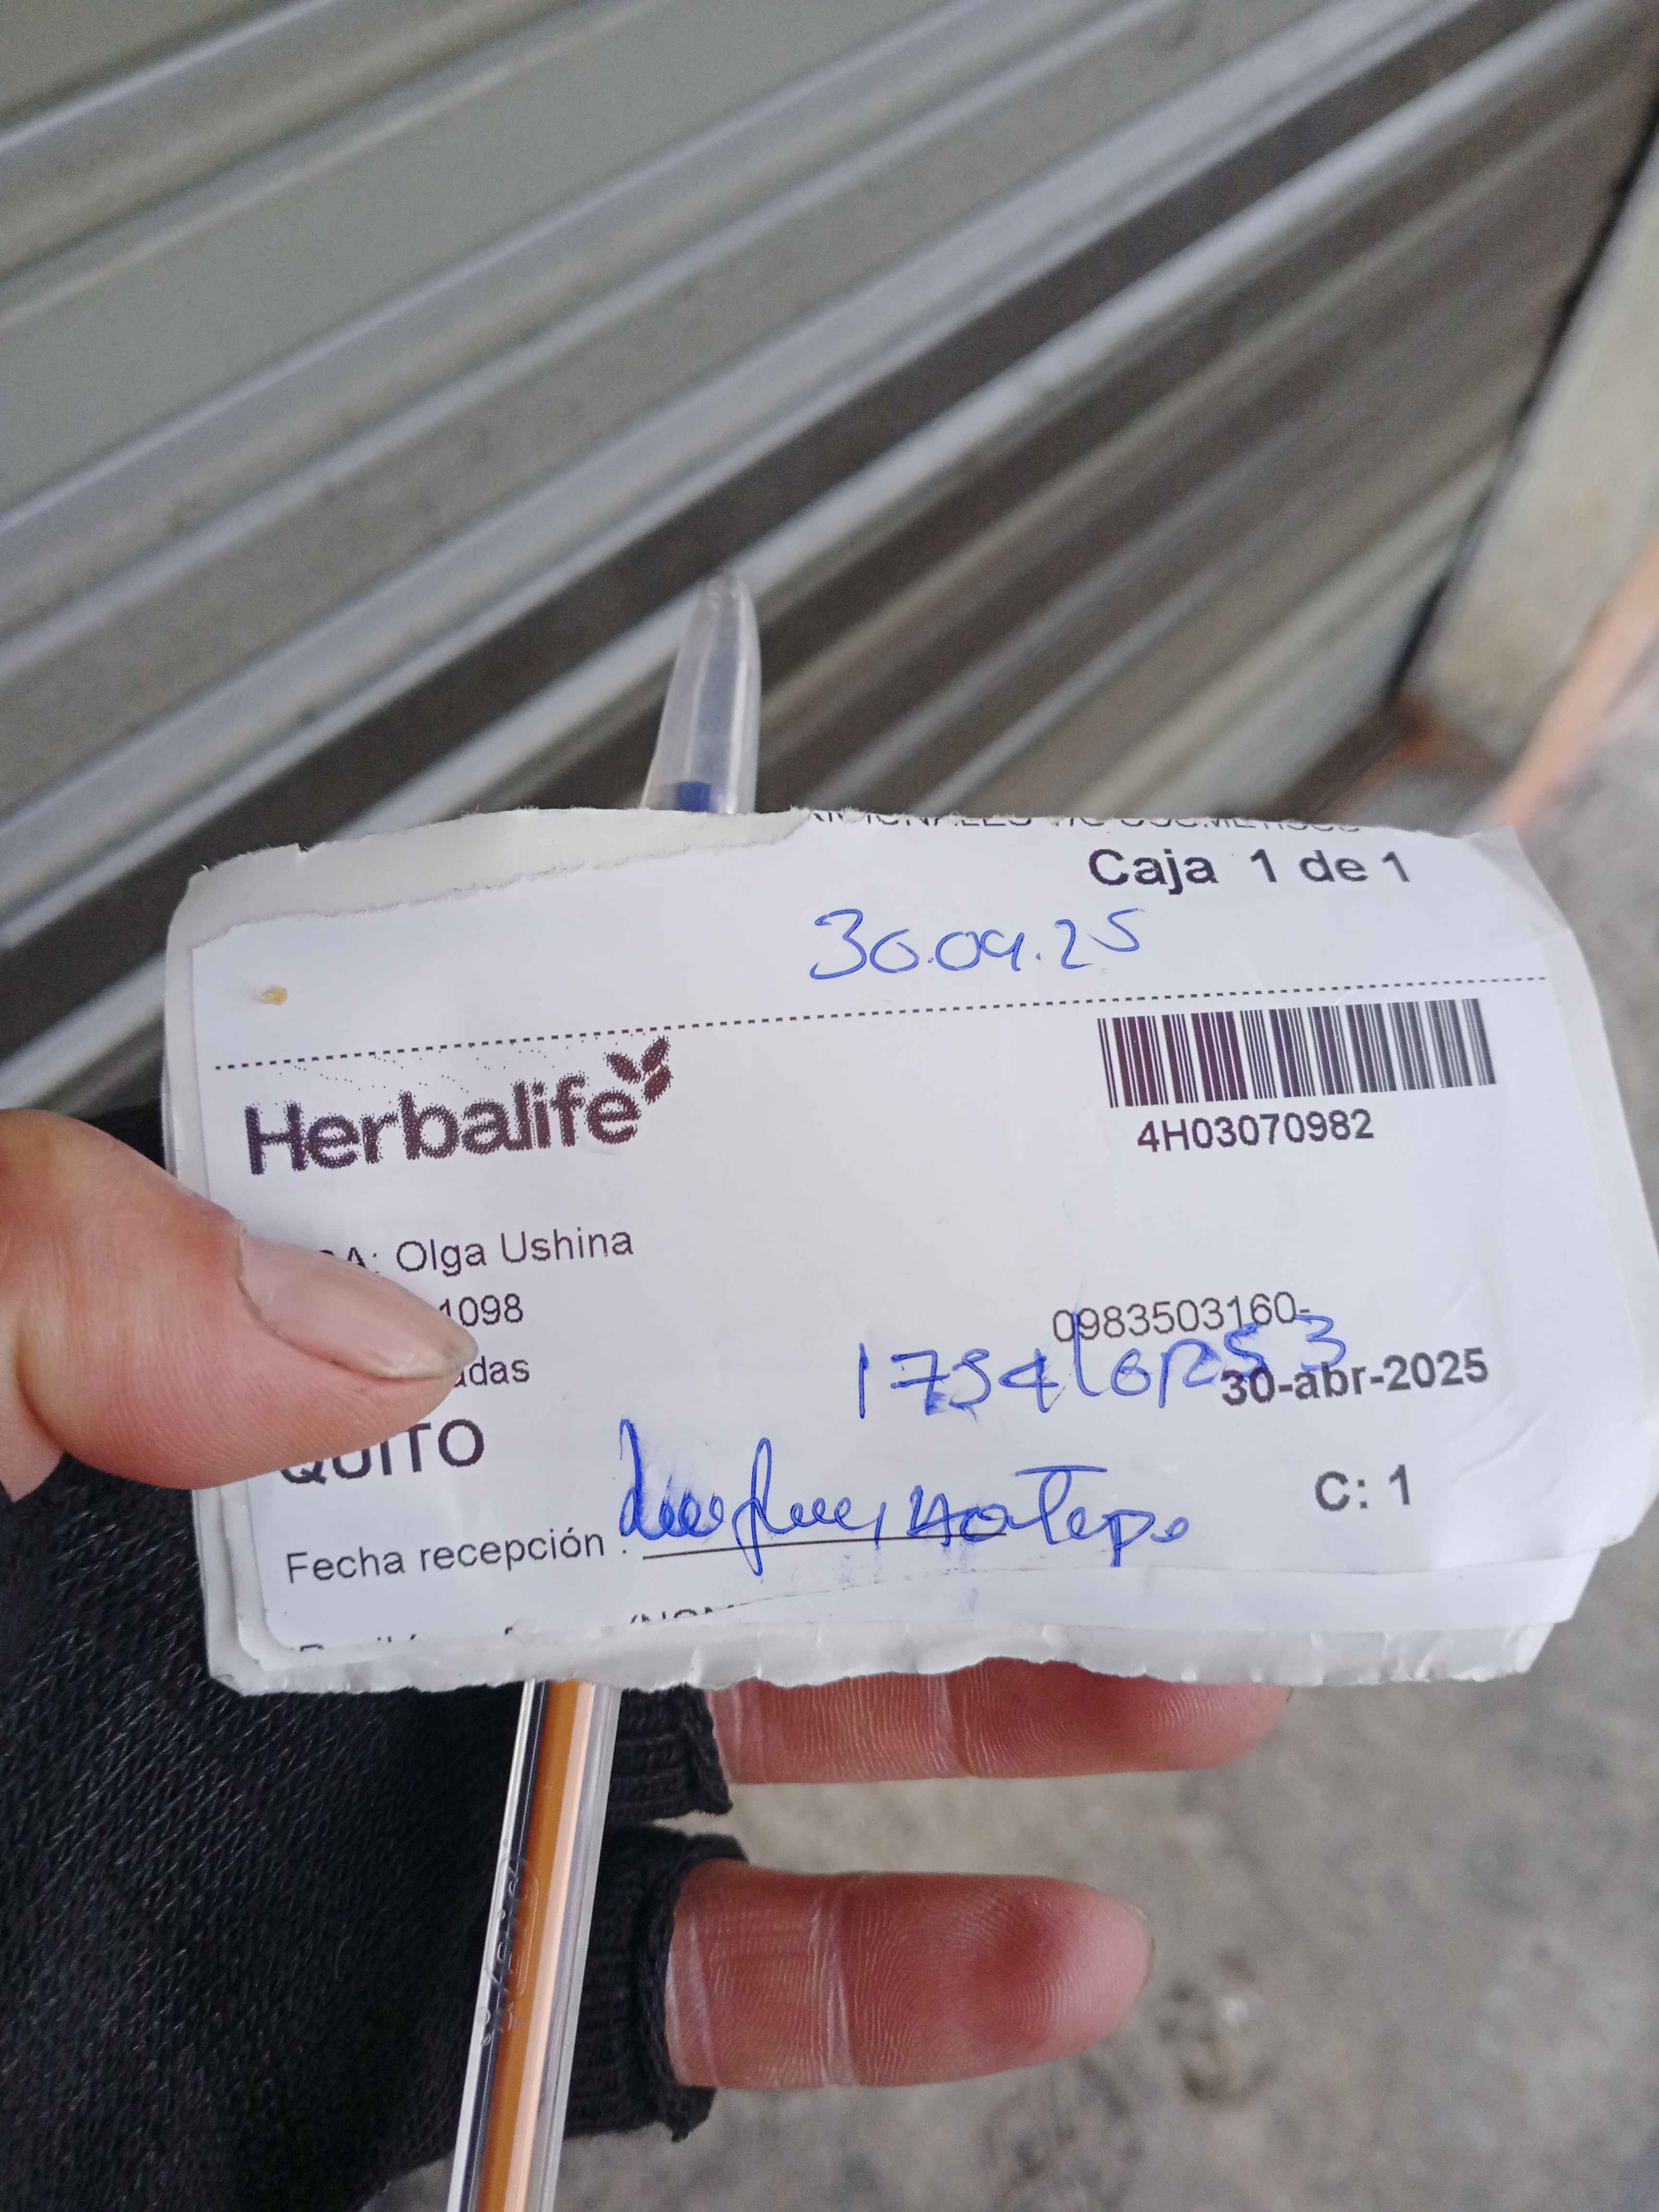 Caja 1 de 1
30.04.25
Herbalife
4H03070982
A: Olga Ushina
1098
0983503160-
adas
30-abr-2025
QUITO
C: 1
Fecha recepción :